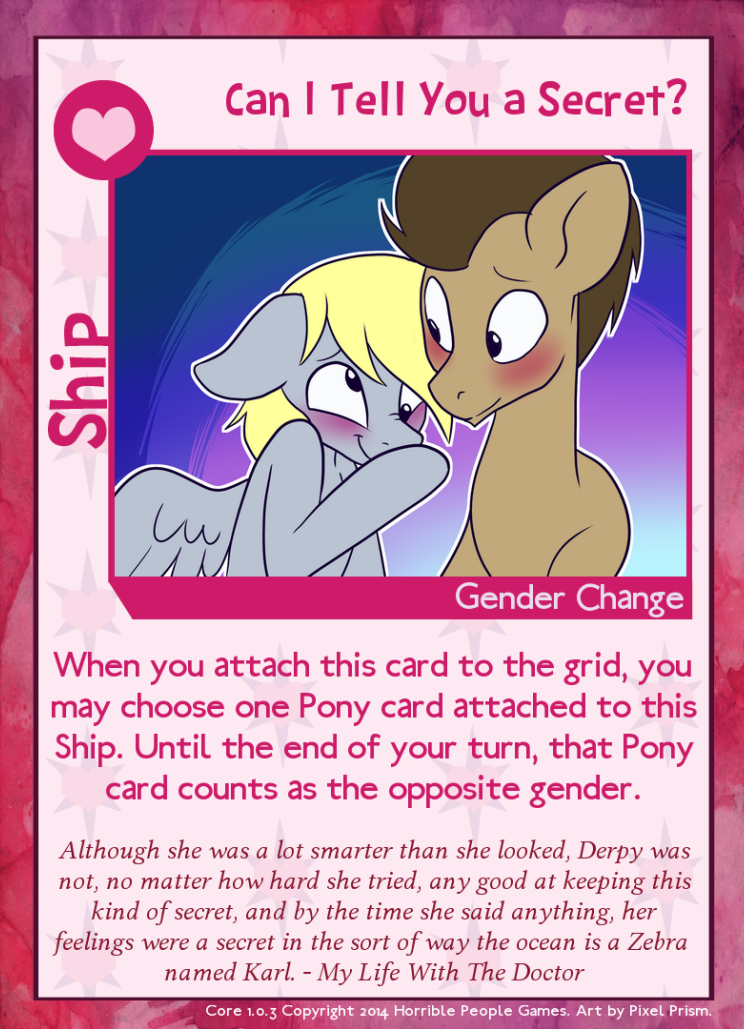 Can I Tell You a Secret?
Ship
Gender Change
When you attach this card to the grid, you
may choose one Pony card attached to this
Ship. Until the end of your turn, that Pony
card counts as the opposite gender.
Although she was a lot smarter than she looked, Derpy was
not, no matter how hard she tried, any good at keeping this
kind of secret, and by the time she said anything, her
feelings were a secret in the sort of way the ocean is a Zebra
named Karl. - My Life With The Doctor
Core 1.0.3 Copyright 2014 Horrible People Games. Art by Pixel Prism.